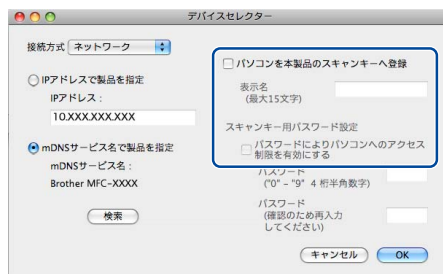 デバイスセレクター
接続方式 ネットワーク
IPアドレスで製品を指定
IPアドレス：
10.XXX.XXX.XXX
mDNSサービス名で製品を指定
mDNSサービス名：
Brother MFC-XXXX
検索
パソコンを本製品のスキャンキーへ登録
表示名
(最大15文字)
スキャンキー用パスワード設定
パスワードによりパソコンへのアクセス
制限を有効にする
パスワード
("0" – "9" 4 桁半角数字)
パスワード
(確認のため再入力
してください)
キャンセル
OK